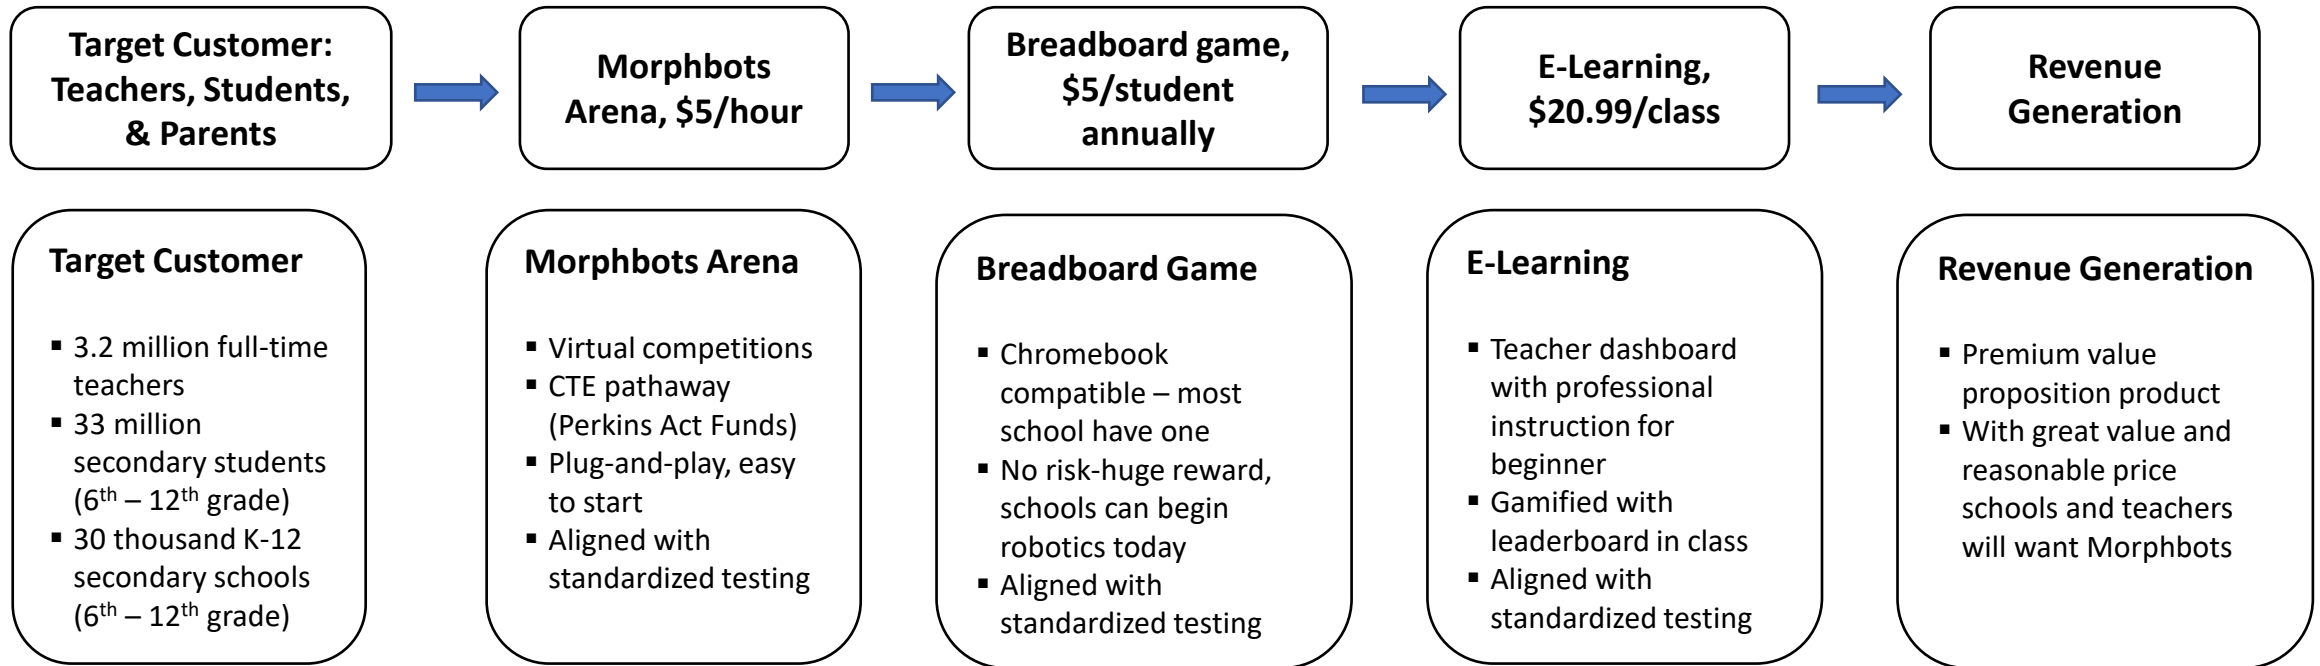 Target Customer:
Teachers, Students,
& Parents
Morphbots
Arena, $5/hour
Breadboard game,
$5/student
annually
E-Learning,
$20.99/class
Revenue
Generation
Target Customer
▪ 3.2 million full-time
teachers
▪ 33 million
secondary students
(6th – 12th grade)
▪ 30 thousand K-12
secondary schools
(6th – 12th grade)
Morphbots Arena
▪ Virtual competitions
▪ CTE pathaway
(Perkins Act Funds)
▪ Plug-and-play, easy
to start
▪ Aligned with
standardized testing
Breadboard Game
▪ Chromebook
compatible – most
school have one
▪ No risk-huge reward,
schools can begin
robotics today
▪ Aligned with
standardized testing
E-Learning
▪ Teacher dashboard
with professional
instruction for
beginner
▪ Gamified with
leaderboard in class
▪ Aligned with
standardized testing
Revenue Generation
▪ Premium value
proposition product
▪ With great value and
reasonable price
schools and teachers
will want Morphbots